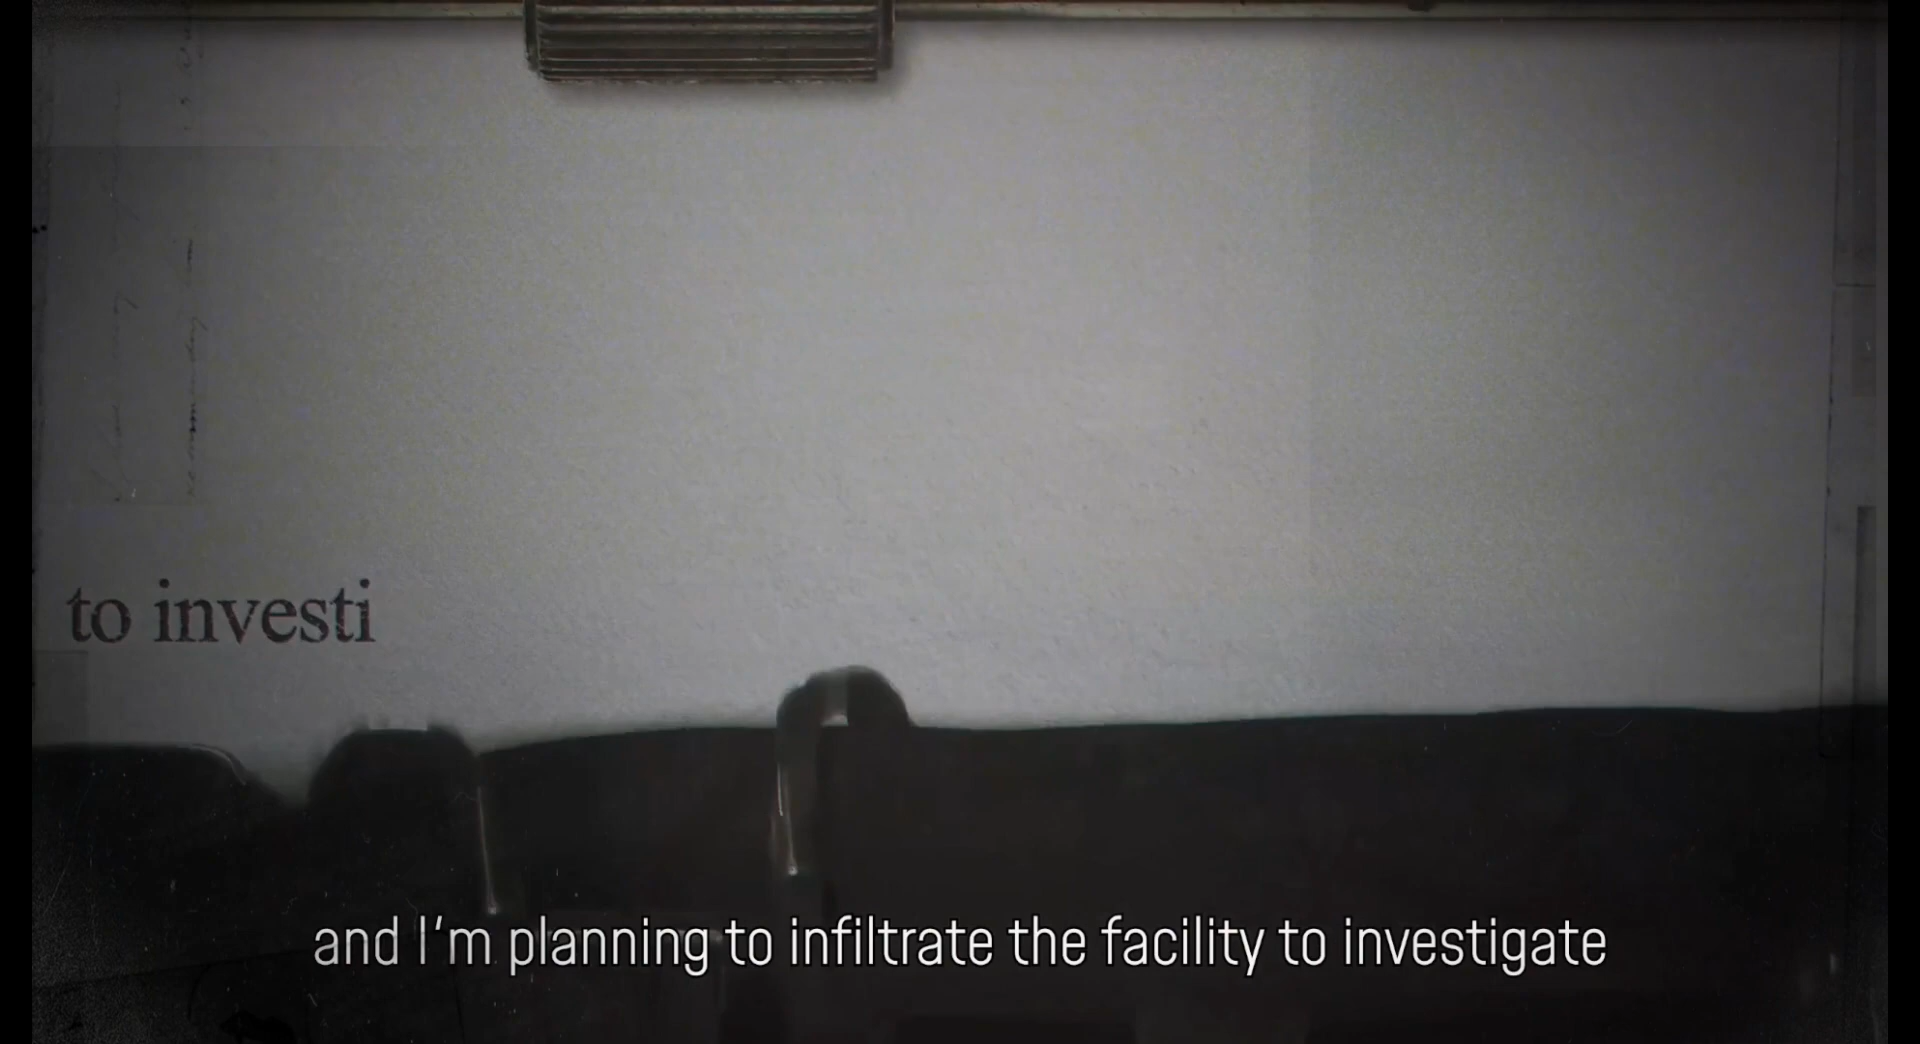 to investi
and I'm planning to infiltrate the facility to investigate